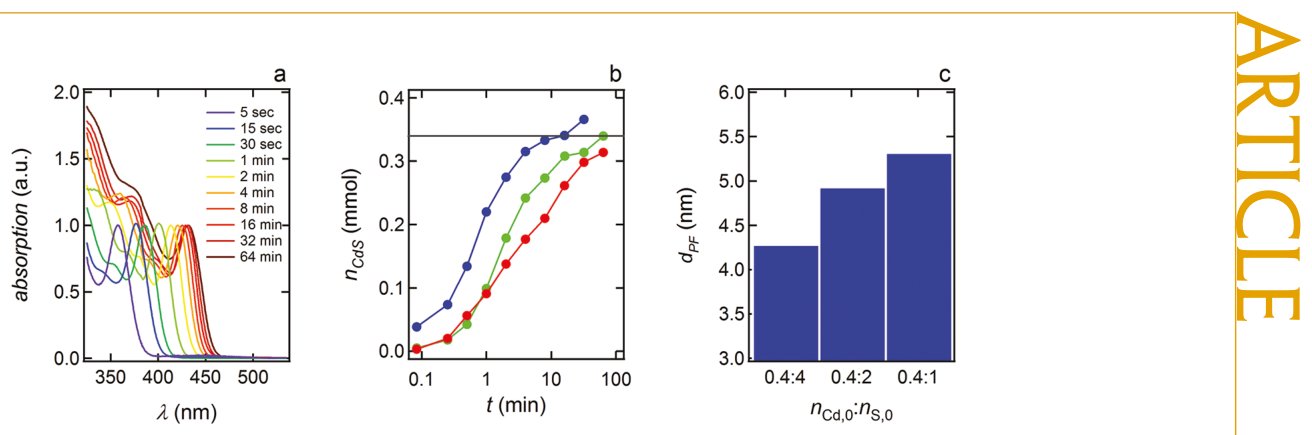 ARTICLE
a
2.0
1.5
1.0
0.5
0.0
absorption (a.u.)
5 sec
15 sec
30 sec
1 min
2 min
4 min
8 min
16 min
32 min
64 min
350 400 450 500
λ (nm)
b
0.4
0.3
0.2
0.1
0.0
nCdS (mmol)
0.1 1 10 100
t (min)
c
6.0
5.5
5.0
4.5
4.0
3.5
3.0
dPF (nm)
0.4:4 0.4:2 0.4:1
nCd,0:nS,0